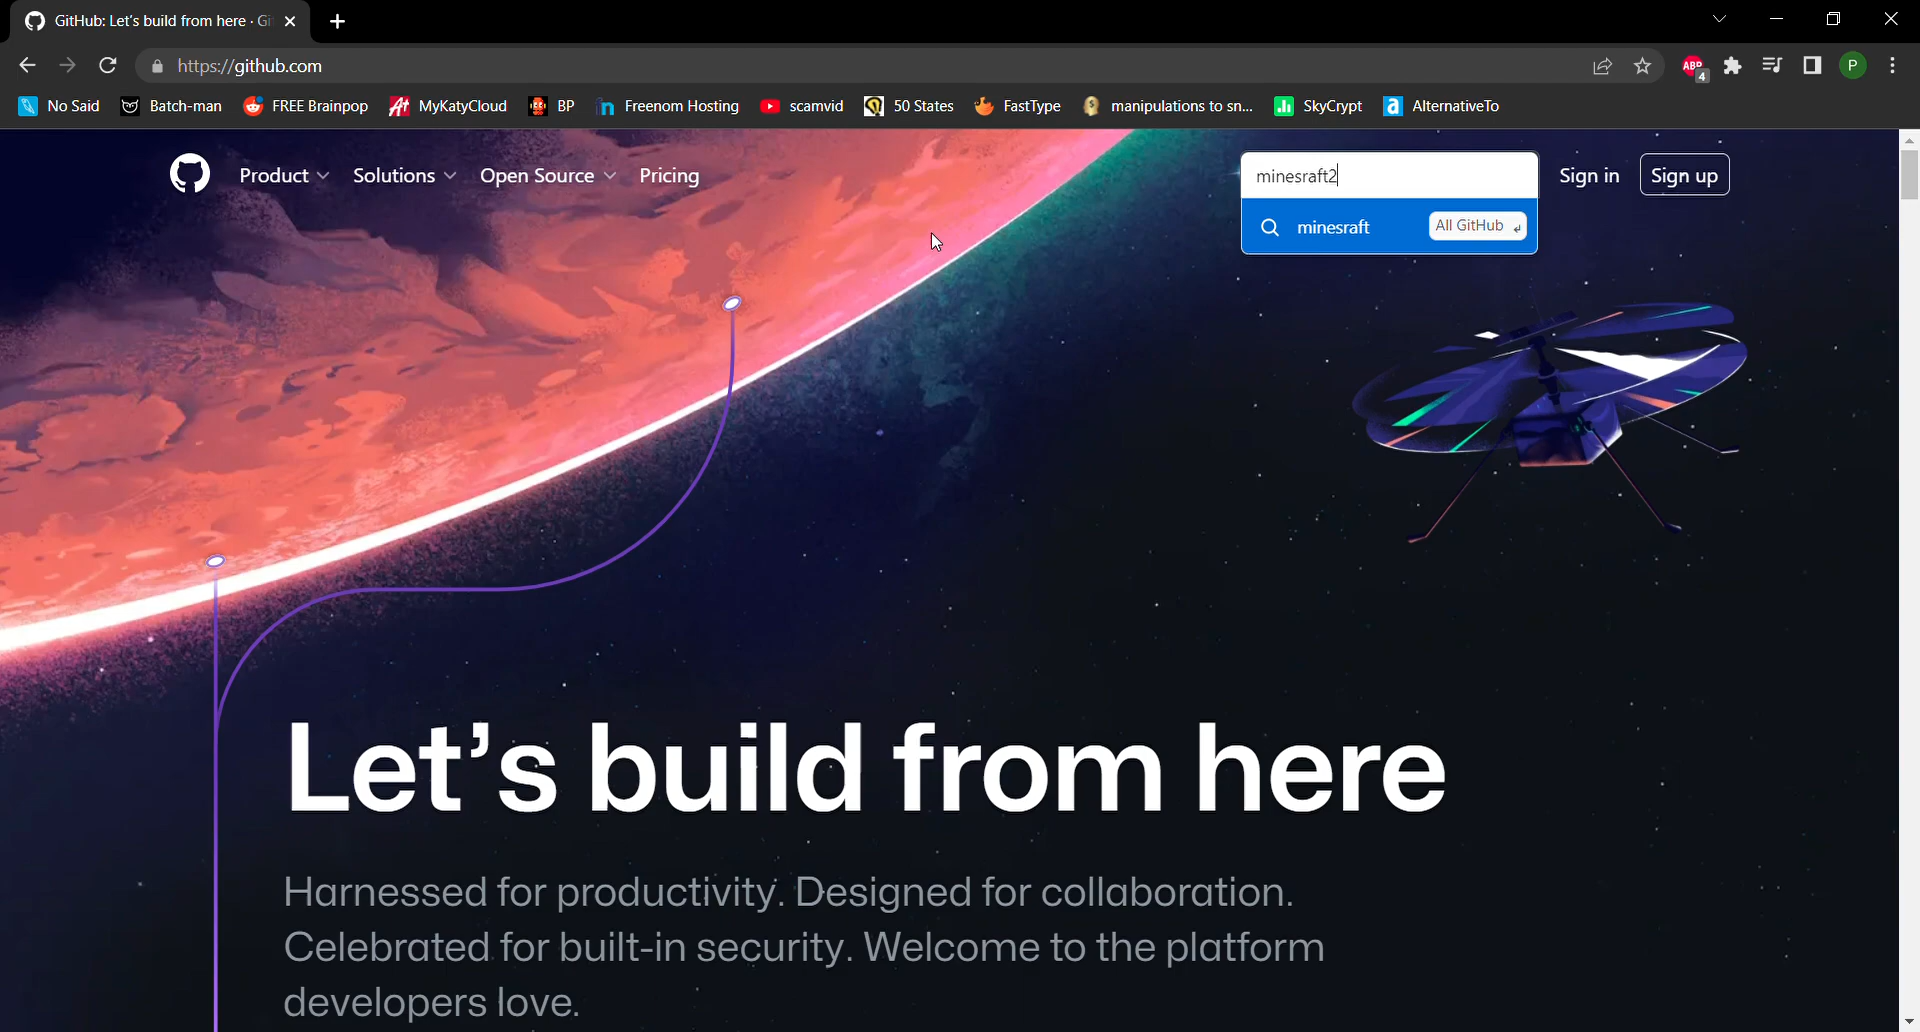 GitHub: Let's build from here · Gi
https://github.com
ABP
4
P
No Said
Batch-man
FREE Brainpop
MyKatyCloud
BP
Freenom Hosting
scamvid
50 States
FastType
manipulations to sn...
SkyCrypt
AlternativeTo
Product
Solutions
Open Source
Pricing
minesraft2
Sign in
Sign up
minesraft
All GitHub
Let's build from here
Harnessed for productivity. Designed for collaboration.
Celebrated for built-in security. Welcome to the platform
developers love.